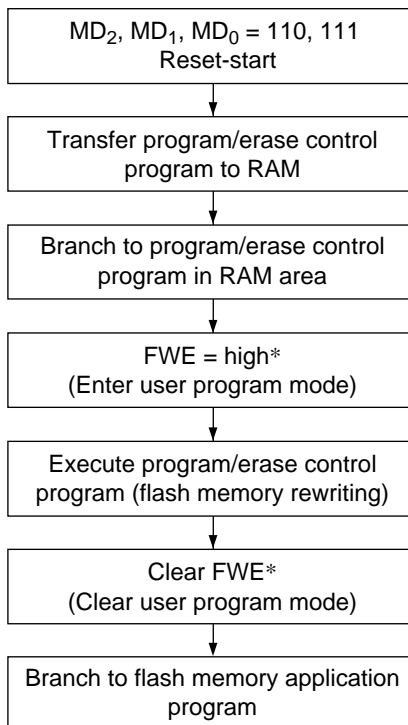 MD₂, MD₁, MD₀ = 110, 111
Reset-start
Transfer program/erase control
program to RAM
Branch to program/erase control
program in RAM area
FWE = high*
(Enter user program mode)
Execute program/erase control
program (flash memory rewriting)
Clear FWE*
(Clear user program mode)
Branch to flash memory application
program